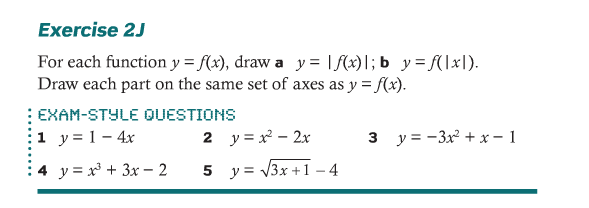 Exercise 2J
For each function y = f(x), draw a y = |f(x)|; b y = f(|x|).
Draw each part on the same set of axes as y = f(x).
EXAM-STYLE QUESTIONS
1 y = 1 − 4x 2 y = x² − 2x 3 y = −3x² + x − 1
4 y = x³ + 3x − 2 5 y = √(3x + 1) − 4